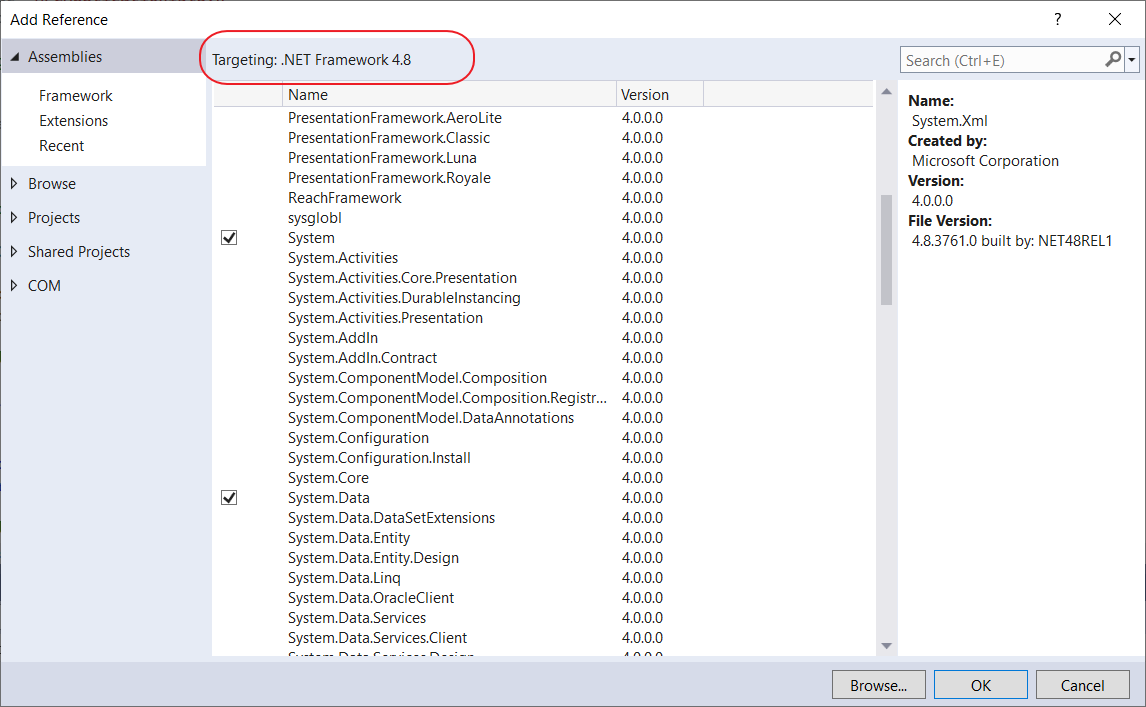 Add Reference
?
Assemblies
Targeting: .NET Framework 4.8
Search (Ctrl+E)
Framework
Extensions
Recent
Browse
Projects
Shared Projects
COM
Name Version
PresentationFramework.AeroLite 4.0.0.0
PresentationFramework.Classic 4.0.0.0
PresentationFramework.Luna 4.0.0.0
PresentationFramework.Royale 4.0.0.0
ReachFramework 4.0.0.0
sysglobl 4.0.0.0
System 4.0.0.0
System.Activities 4.0.0.0
System.Activities.Core.Presentation 4.0.0.0
System.Activities.DurableInstancing 4.0.0.0
System.Activities.Presentation 4.0.0.0
System.AddIn 4.0.0.0
System.AddIn.Contract 4.0.0.0
System.ComponentModel.Composition 4.0.0.0
System.ComponentModel.Composition.Registr... 4.0.0.0
System.ComponentModel.DataAnnotations 4.0.0.0
System.Configuration 4.0.0.0
System.Configuration.Install 4.0.0.0
System.Core 4.0.0.0
System.Data 4.0.0.0
System.Data.DataSetExtensions 4.0.0.0
System.Data.Entity 4.0.0.0
System.Data.Entity.Design 4.0.0.0
System.Data.Linq 4.0.0.0
System.Data.OracleClient 4.0.0.0
System.Data.Services 4.0.0.0
System.Data.Services.Client 4.0.0.0
System.Data.Services.Design 4.0.0.0
Name:
System.Xml
Created by:
Microsoft Corporation
Version:
4.0.0.0
File Version:
4.8.3761.0 built by: NET48REL1
Browse...
OK
Cancel